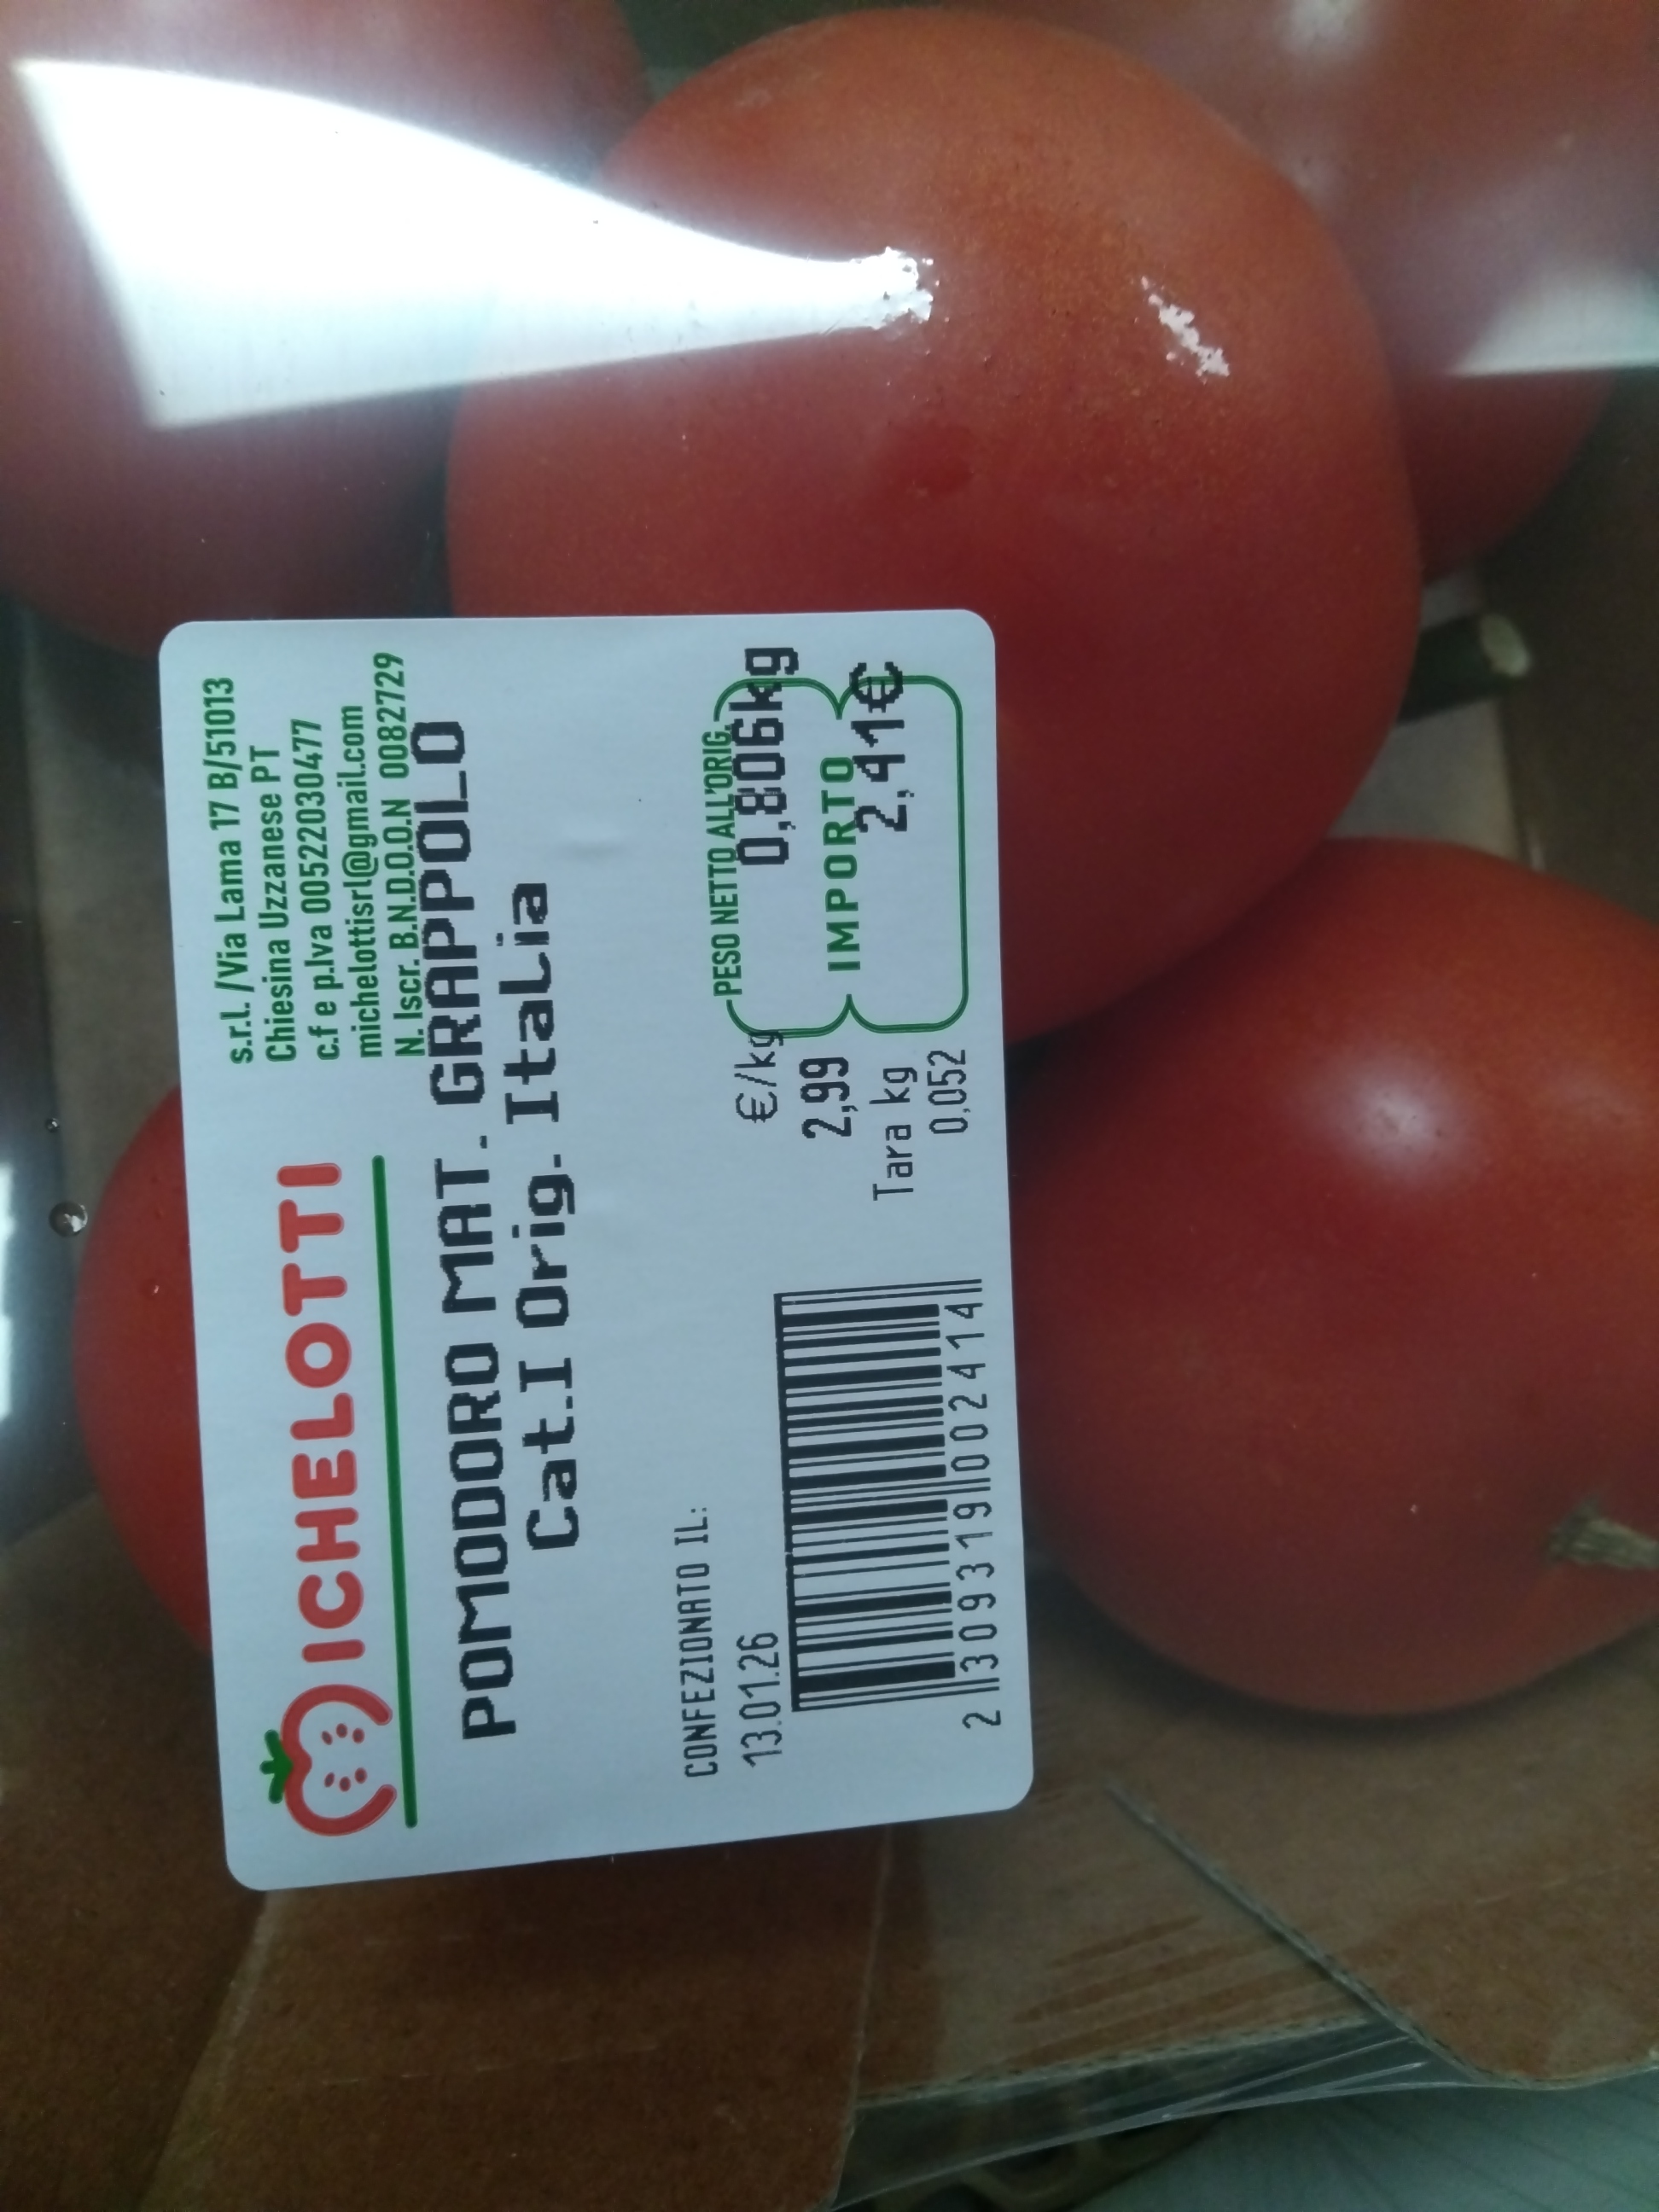 MICHELOTTI
s.r.l. /Via Lama 17 B/51013
Chiesina Uzzanese PT
c.f e p.Iva 00522030477
michelottisrl@gmail.com
N. Iscr. B.N.D.O.O.N 0082729
POMODORO MAT. GRAPPOLO
Cat.I Orig. Italia
CONFEZIONATO IL:
13.01.26
€/kg
2,99
Tara kg
0,052
PESO NETTO ALL'ORIG.
0,806kg
IMPORTO
2,41€
2 309319 002414